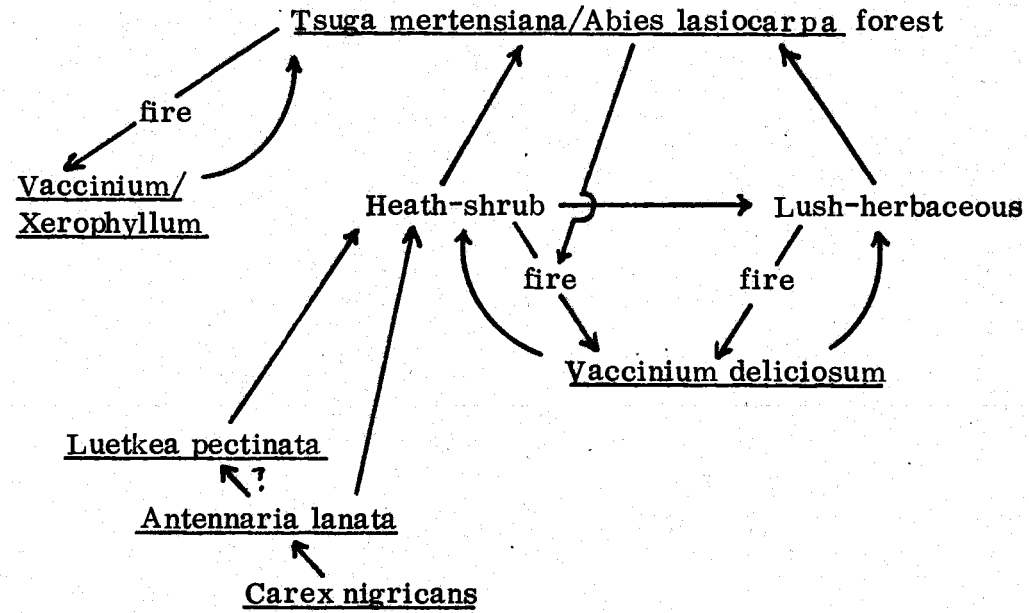 Tsuga mertensiana/Abies lasiocarpa forest
fire
Vaccinium/
Xerophyllum
Heath-shrub
Lush-herbaceous
fire
fire
Vaccinium deliciosum
Luetkea pectinata
?
Antennaria lanata
Carex nigricans